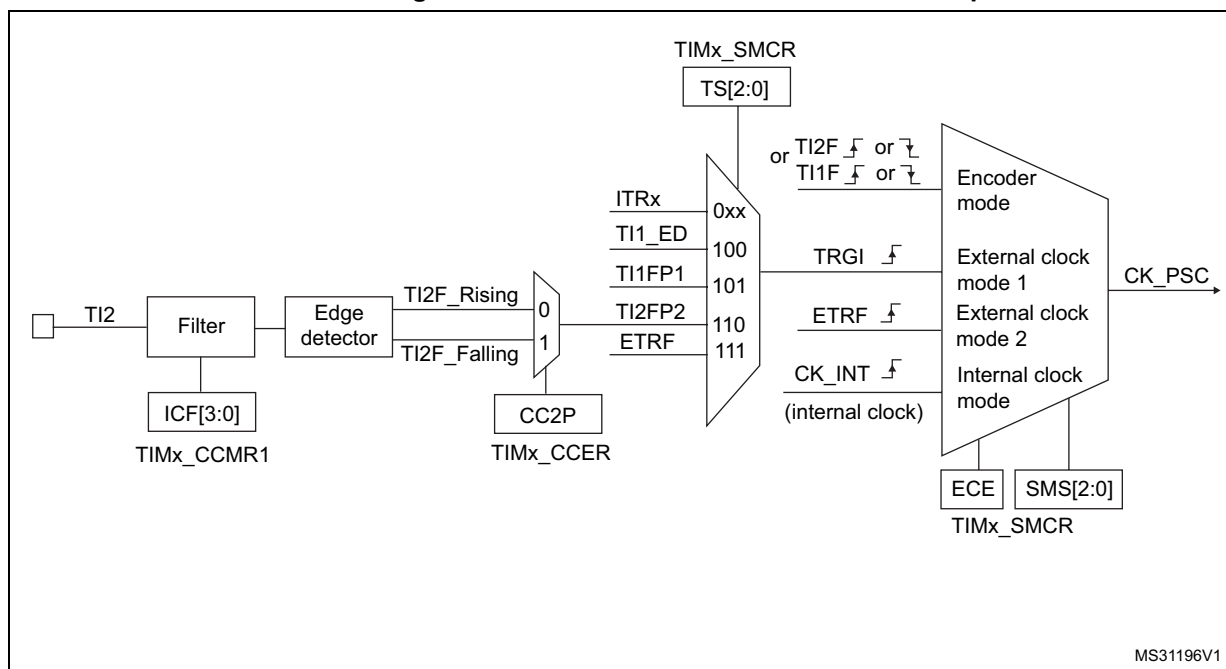 TIMx_SMCR
TS[2:0]
or TI2F or
TI1F or
Encoder
mode
ITRx
0xx
TI1_ED
100
TRGI
External clock
mode 1
CK_PSC
TI1FP1
101
TI2F_Rising
0
TI2FP2
110
TI2
Filter
Edge
detector
ETRF
External clock
mode 2
TI2F_Falling
1
ETRF
111
CK_INT
Internal clock
mode
(internal clock)
ICF[3:0]
CC2P
TIMx_CCMR1
TIMx_CCER
ECE
SMS[2:0]
TIMx_SMCR
MS31196V1